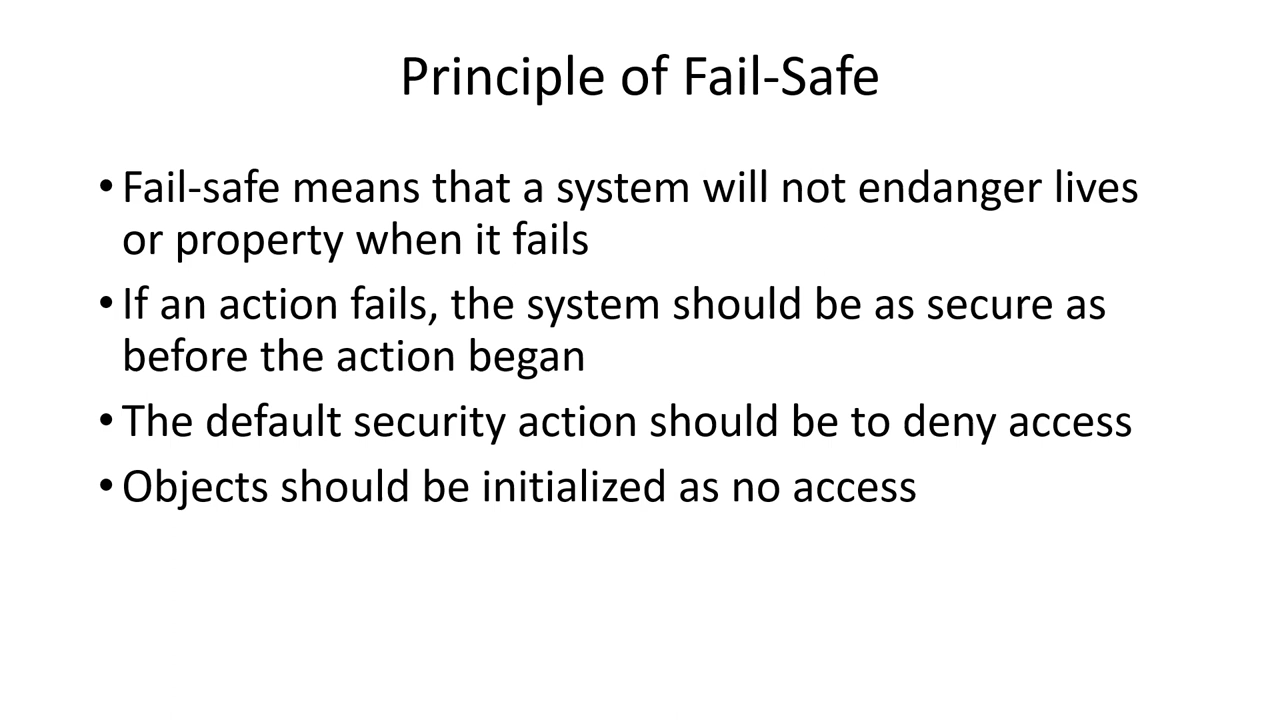 Principle of Fail-Safe
•Fail-safe means that a system will not endanger lives
or property when it fails
•If an action fails, the system should be as secure as
before the action began
•The default security action should be to deny access
•Objects should be initialized as no access